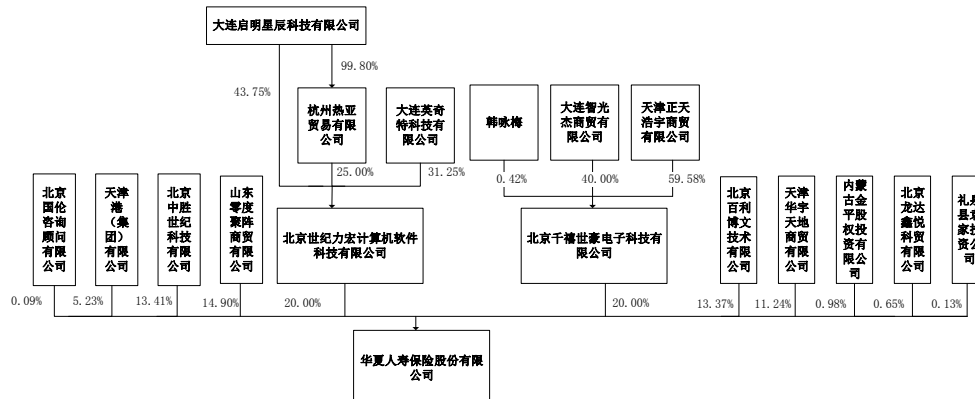 大连启明星辰科技有限公司
99.80%
43.75%
杭州热亚
贸易有限
公司
大连英奇
特科技有
限公司
韩咏梅
大连智光
杰商贸有
限公司
天津正天
浩宇商贸
有限公司
25.00%
31.25%
0.42%
40.00%
59.58%
北京
国伦
咨询
顾问
有限
公司
天津
港
（集
团）
有限
公司
北京
中胜
世纪
科技
有限
公司
山东
零度
聚阵
商贸
有限
公司
北京世纪力宏计算机软件
科技有限公司
北京千禧世豪电子科技有
限公司
北京
百利
博文
技术
有限
公司
天津
华宇
天地
商贸
有限
公司
内蒙
古金
平股
权投
资有
限公
司
北京
龙达
鑫锐
科贸
有限
公司
礼泉
县袁
家投
资公
司
0.09%
5.23%
13.41%
14.90%
20.00%
20.00%
13.37%
11.24%
0.98%
0.65%
0.13%
华夏人寿保险股份有限
公司